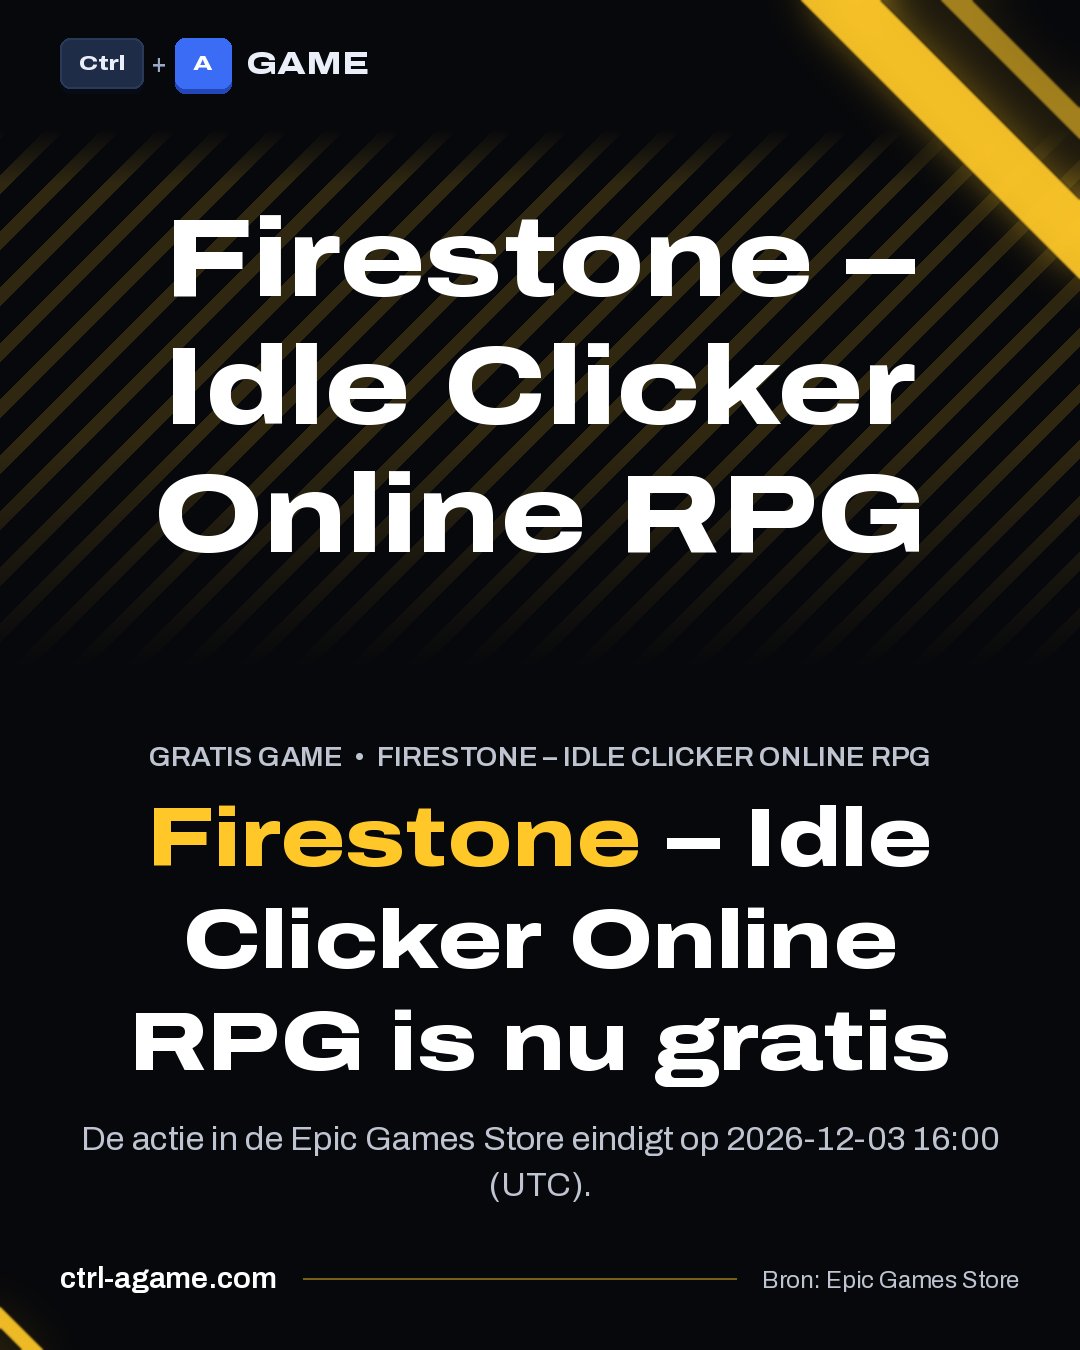 Ctrl + A GAME
Firestone –
Idle Clicker
Online RPG
GRATIS GAME • FIRESTONE – IDLE CLICKER ONLINE RPG
Firestone – Idle
Clicker Online
RPG is nu gratis
De actie in de Epic Games Store eindigt op 2026-12-03 16:00
(UTC).
ctrl-agame.com
Bron: Epic Games Store